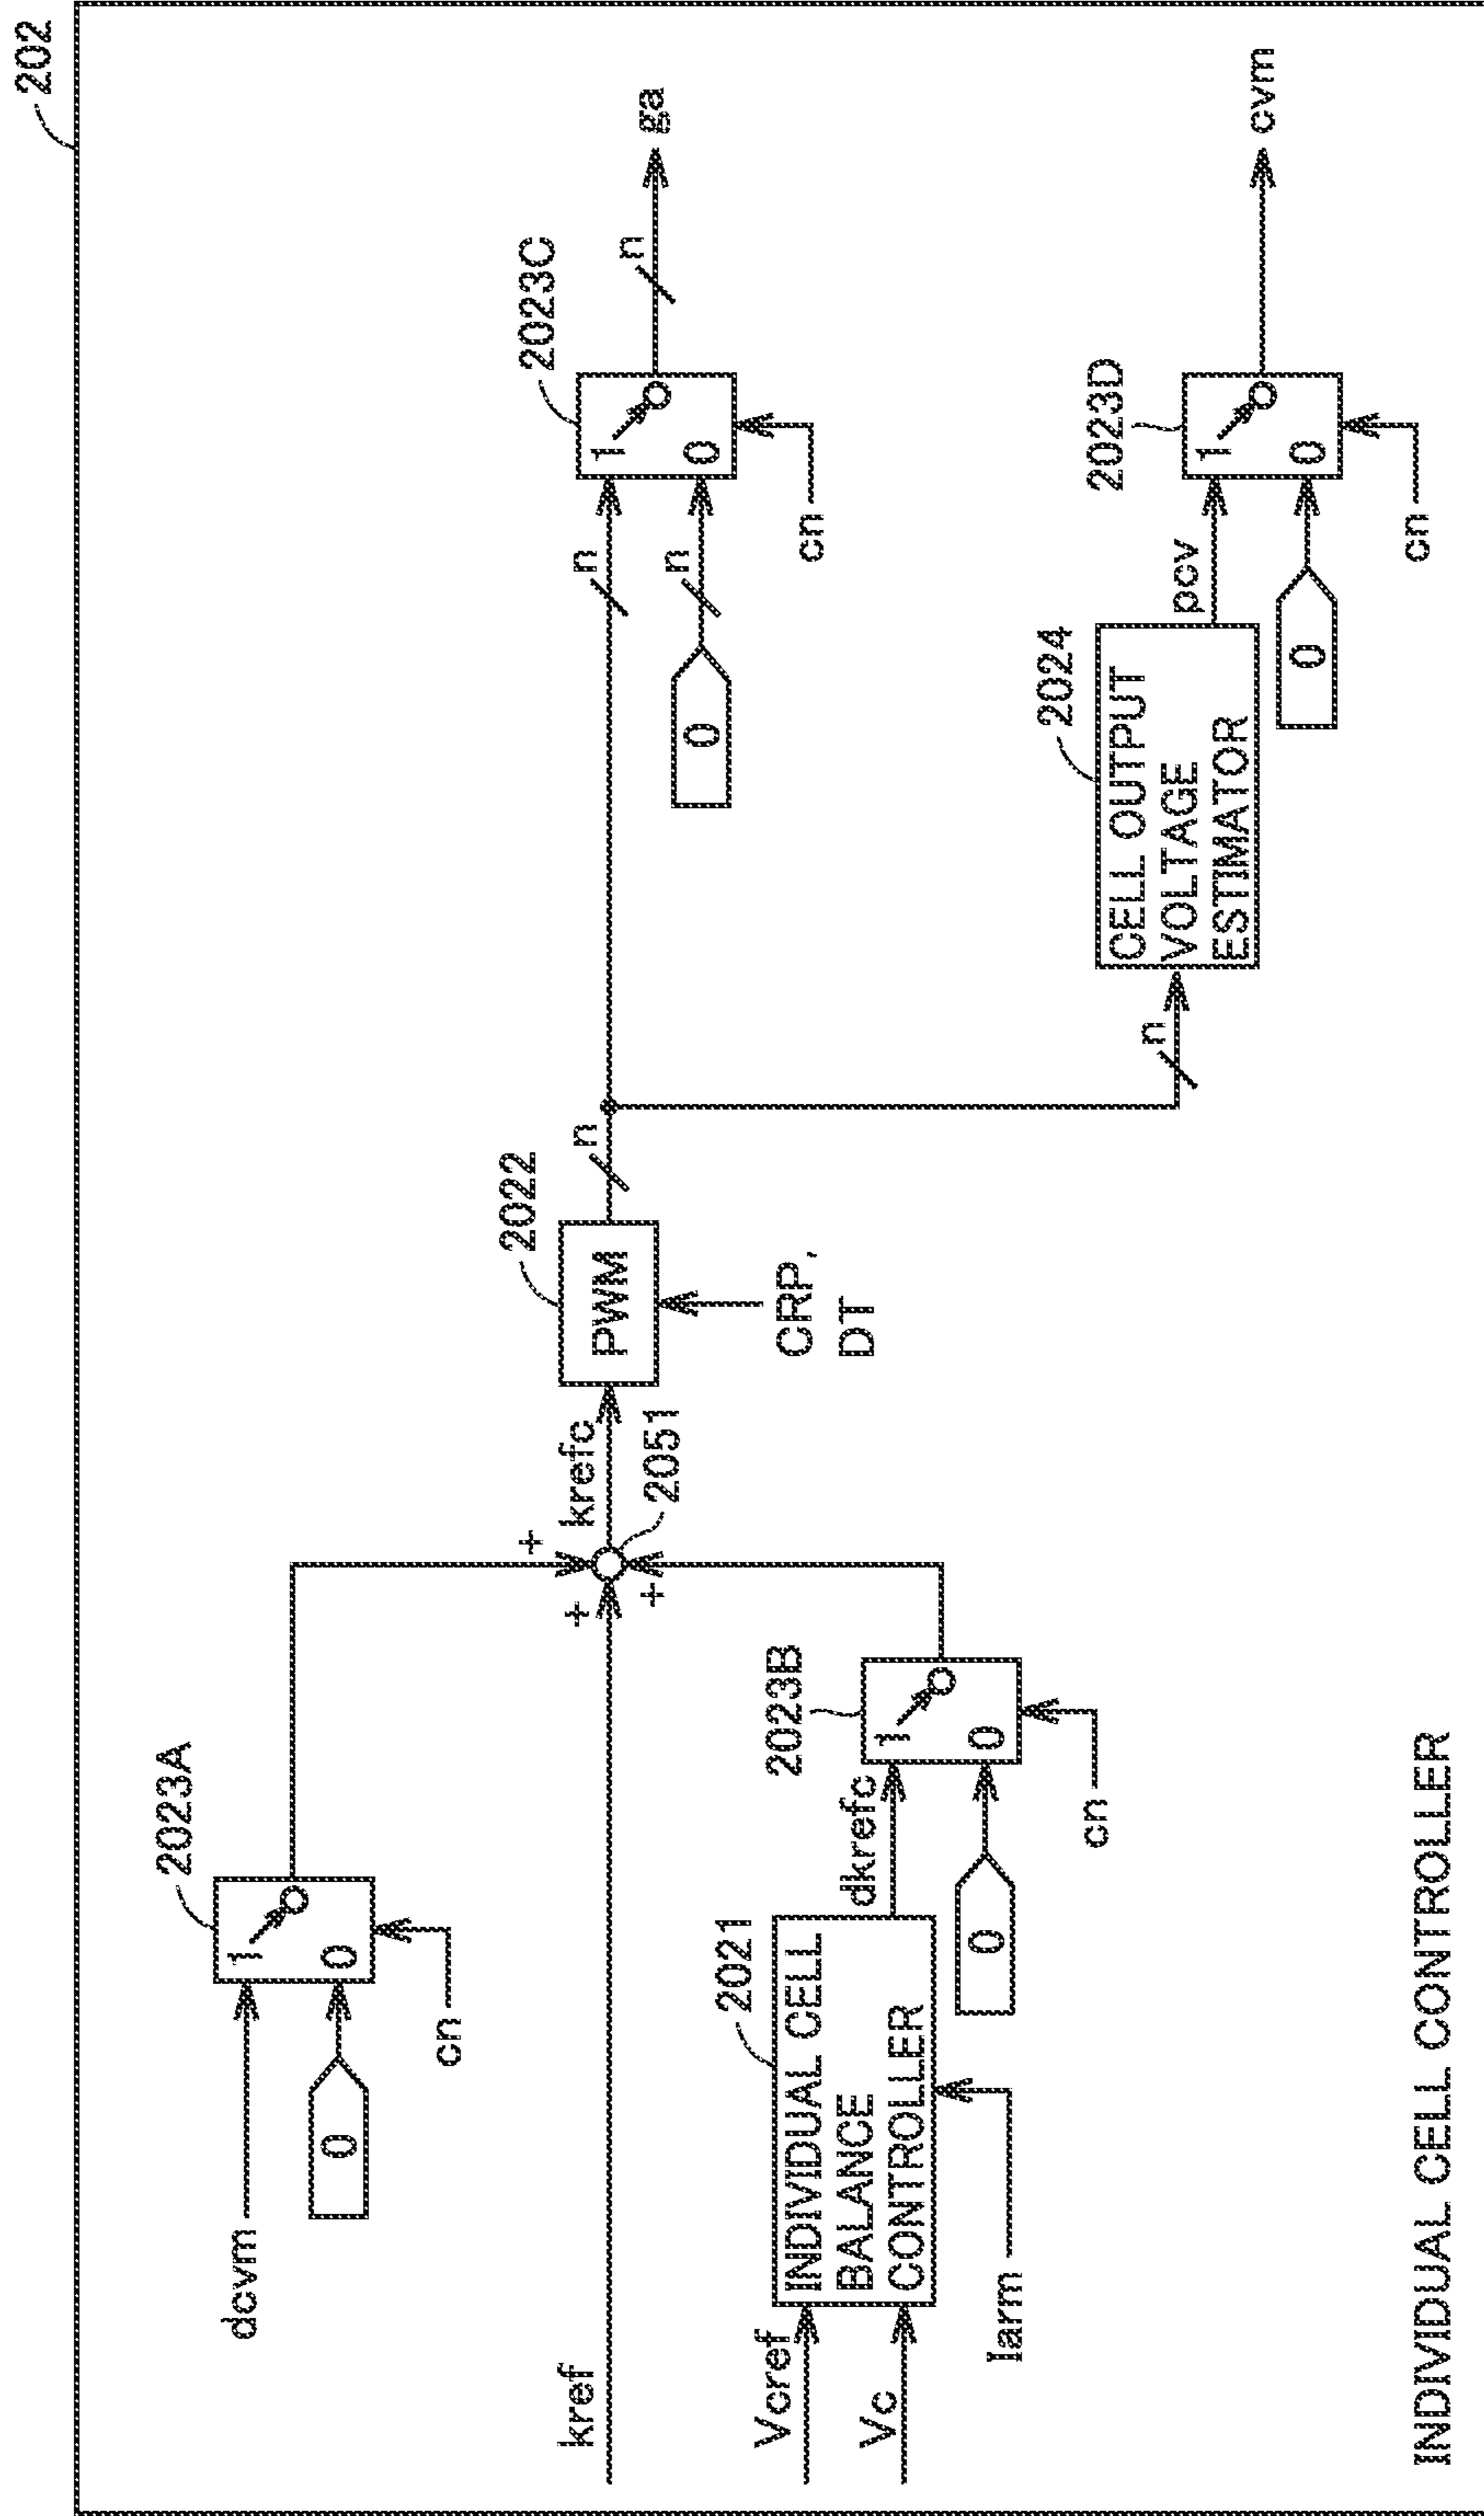 202
2023A
dcvm
1
0
0
cn
kref
+
+
+
krefc
2051
2022
PWM
CRP,
DT
n
n
n
0
2023C
1
0
cn
n
ga
Vcref
Vc
2021
INDIVIDUAL CELL
BALANCE
CONTROLLER
Iarm
dkrefc
0
2023B
1
0
cn
n
2024
CELL OUTPUT
VOLTAGE
ESTIMATOR
pcv
0
2023D
1
0
cn
cvm
INDIVIDUAL CELL CONTROLLER